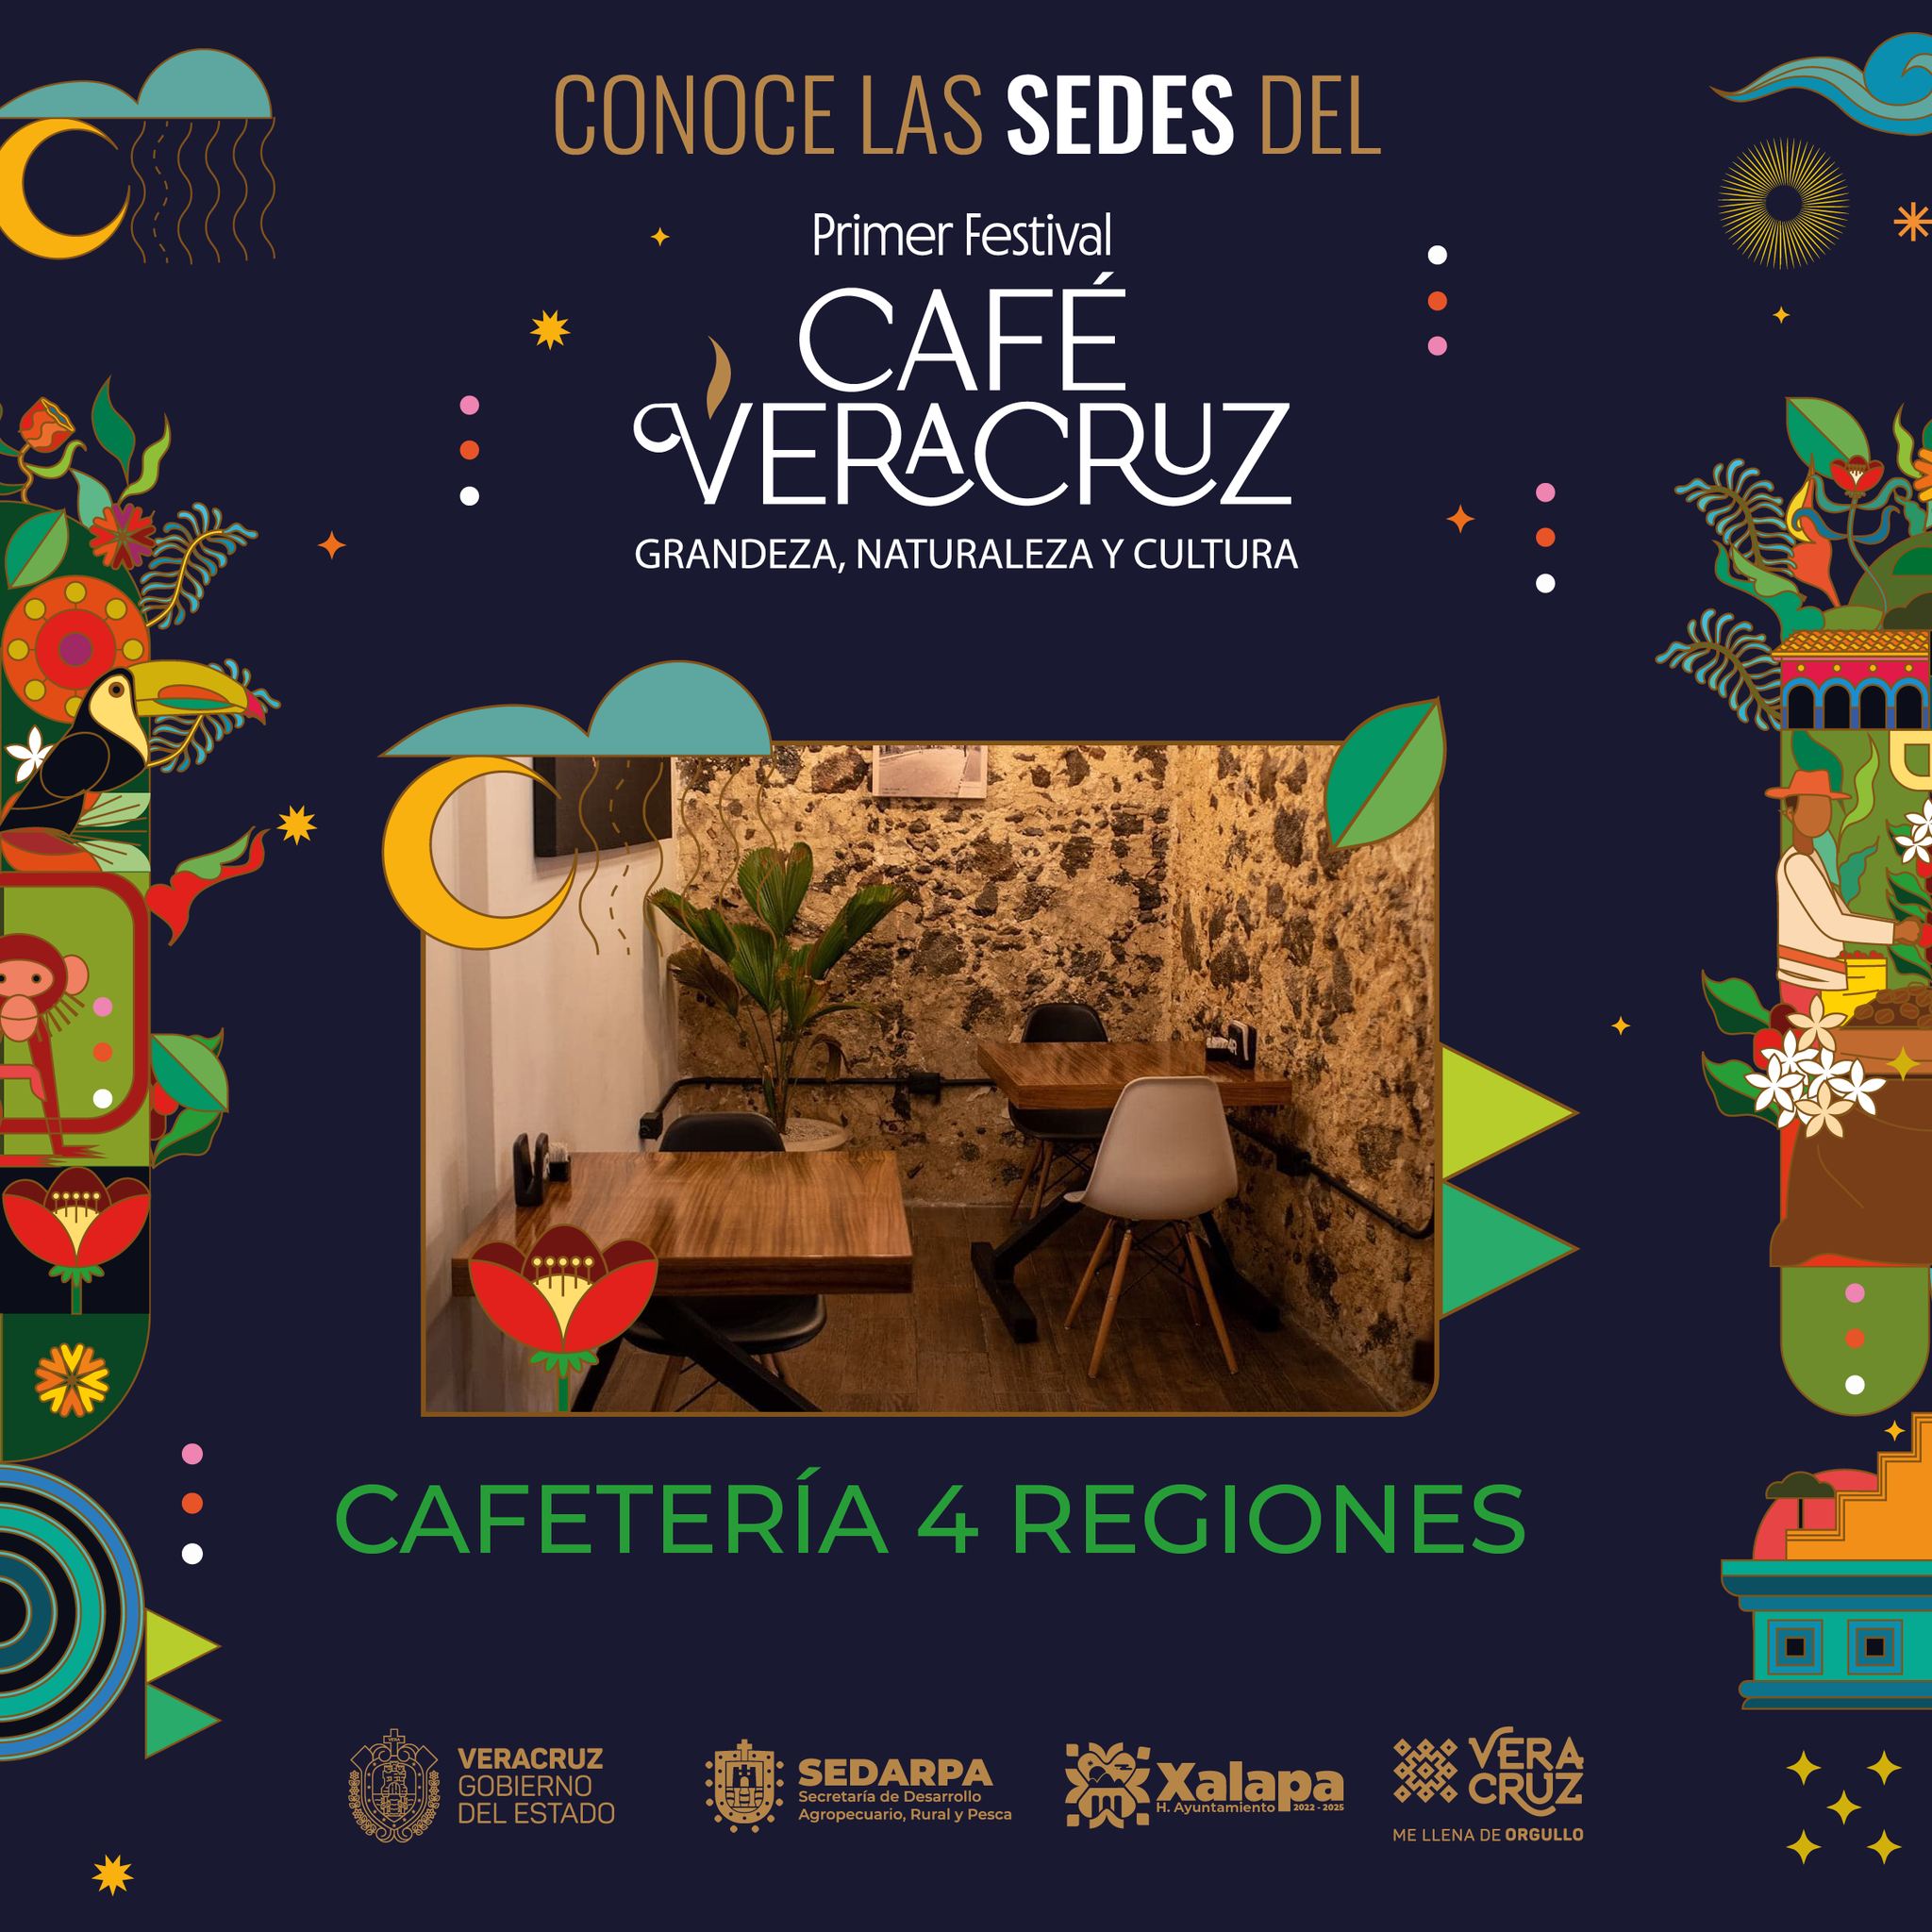 CONOCE LAS SEDES DEL
Primer Festival
CAFÉ
VERACRUZ
GRANDEZA, NATURALEZA Y CULTURA
CAFETERÍA 4 REGIONES
VERACRUZ
GOBIERNO
DEL ESTADO
SEDARPA
Secretaría de Desarrollo
Agropecuario, Rural y Pesca
Xalapa
H. Ayuntamiento 2022 - 2025
VERA
CRUZ
ME LLENA DE ORGULLO